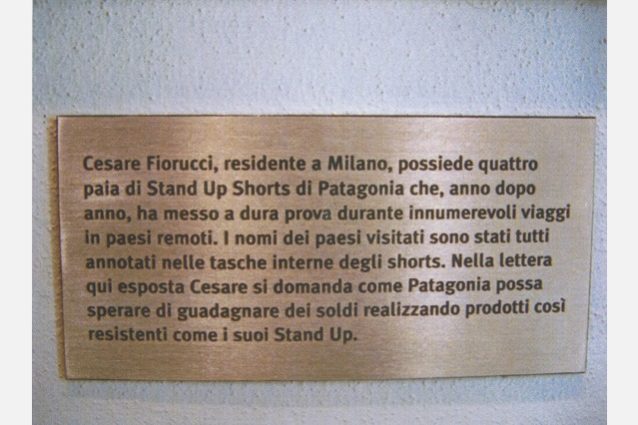 Cesare Fiorucci, residente a Milano, possiede quattro
paia di Stand Up Shorts di Patagonia che, anno dopo
anno, ha messo a dura prova durante innumerevoli viaggi
in paesi remoti. I nomi dei paesi visitati sono stati tutti
annotati nelle tasche interne degli shorts. Nella lettera
qui esposta Cesare si domanda come Patagonia possa
sperare di guadagnare dei soldi realizzando prodotti così
resistenti come i suoi Stand Up.